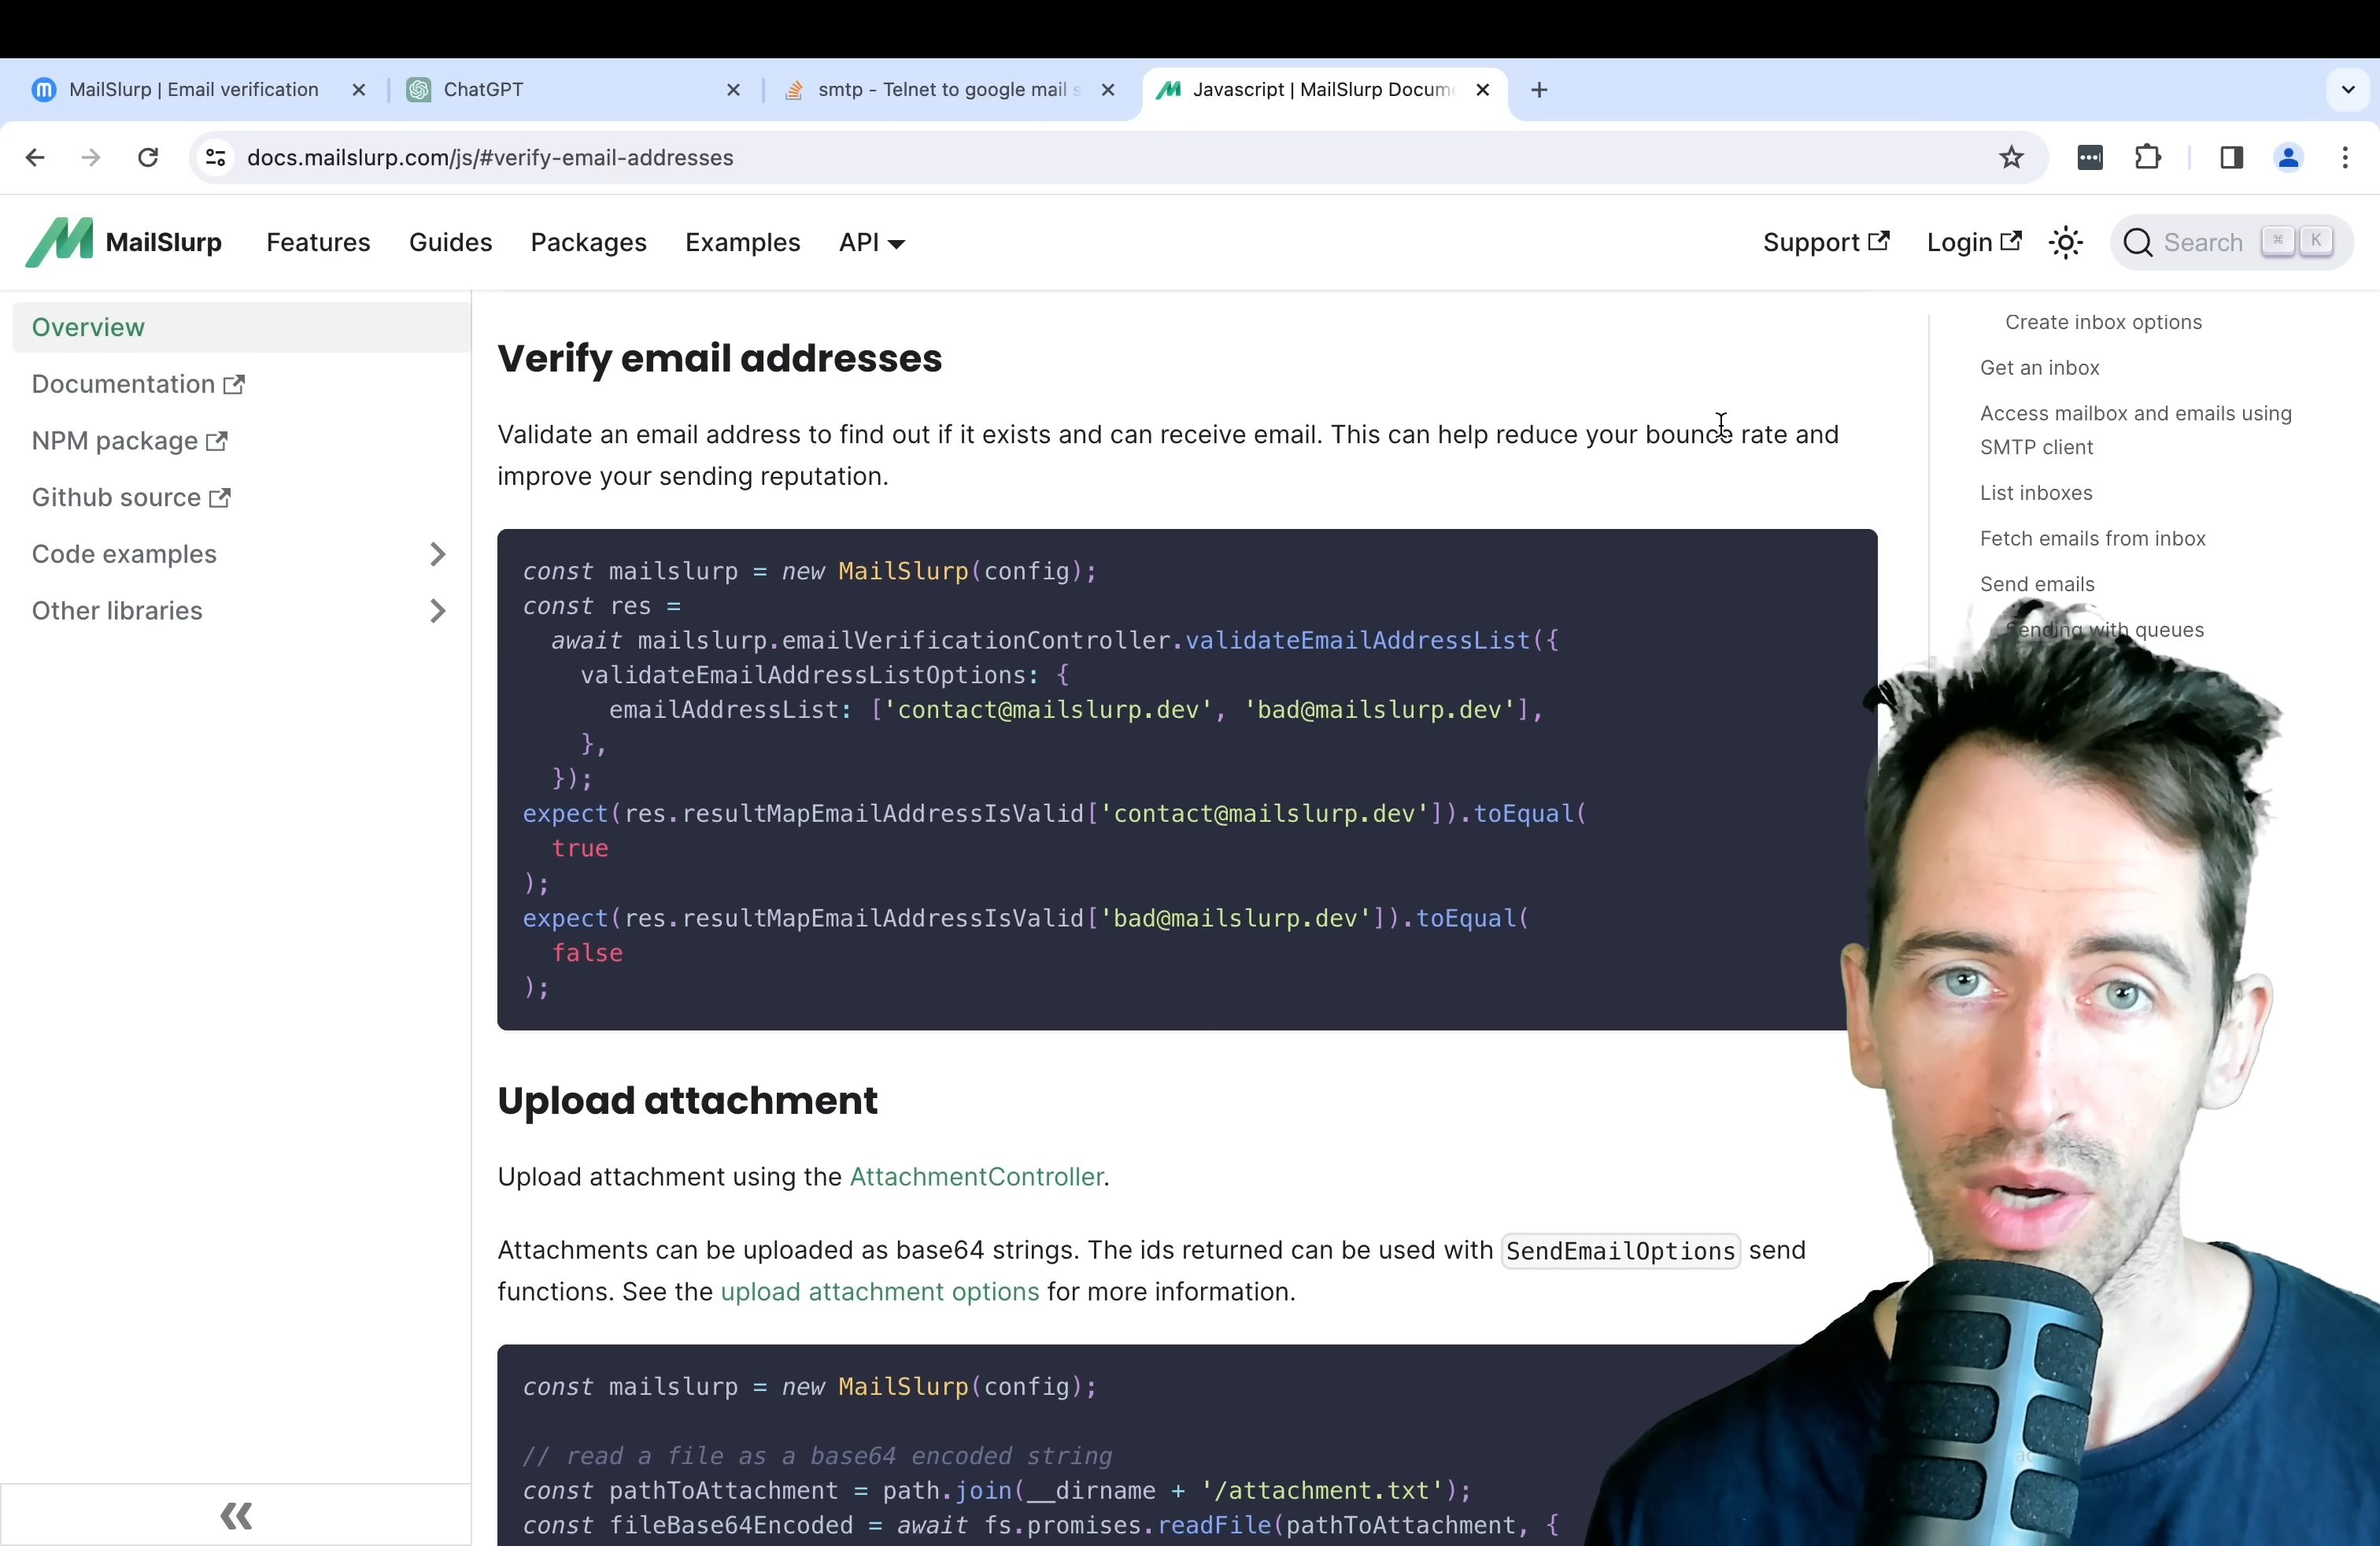 MailSlurp | Email verification
ChatGPT
smtp - Telnet to google mail s
Javascript | MailSlurp Docum
docs.mailslurp.com/js/#verify-email-addresses
MailSlurp
Features
Guides
Packages
Examples
API
Support
Login
Search
⌘ K
Overview
Documentation
NPM package
Github source
Code examples
Other libraries
Verify email addresses
Validate an email address to find out if it exists and can receive email. This can help reduce your bounce rate and
improve your sending reputation.
const mailslurp = new MailSlurp(config);
const res =
  await mailslurp.emailVerificationController.validateEmailAddressList({
    validateEmailAddressListOptions: {
      emailAddressList: ['contact@mailslurp.dev', 'bad@mailslurp.dev'],
    },
  });
expect(res.resultMapEmailAddressIsValid['contact@mailslurp.dev']).toEqual(
  true
);
expect(res.resultMapEmailAddressIsValid['bad@mailslurp.dev']).toEqual(
  false
);
Upload attachment
Upload attachment using the AttachmentController.
Attachments can be uploaded as base64 strings. The ids returned can be used with SendEmailOptions send
functions. See the upload attachment options for more information.
const mailslurp = new MailSlurp(config);
// read a file as a base64 encoded string
const pathToAttachment = path.join(__dirname + '/attachment.txt');
const fileBase64Encoded = await fs.promises.readFile(pathToAttachment, {
Create inbox options
Get an inbox
Access mailbox and emails using
SMTP client
List inboxes
Fetch emails from inbox
Send emails
Sending with queues